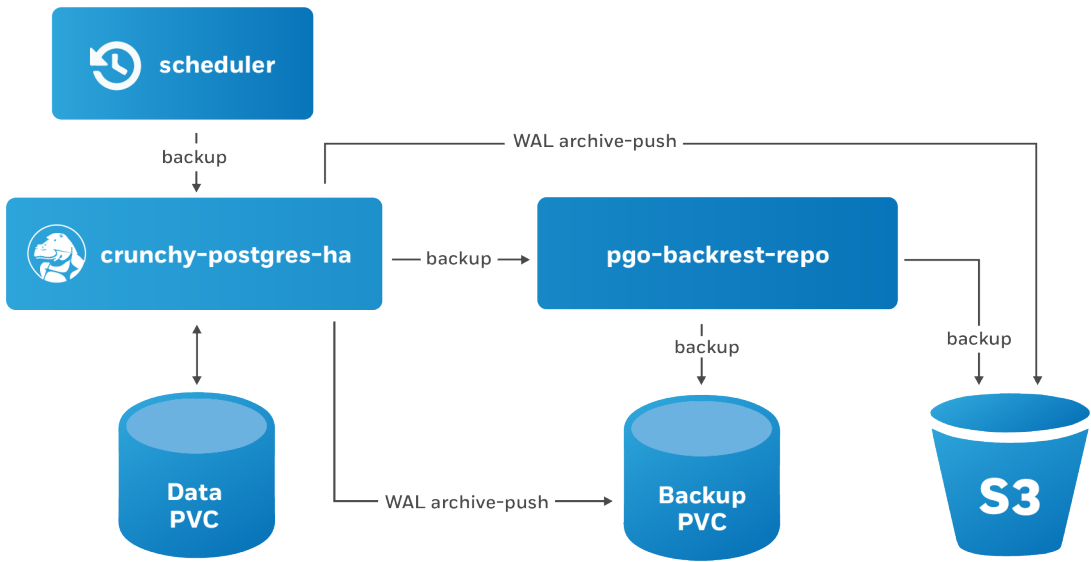 scheduler
WAL archive-push
backup
crunchy-postgres-ha
backup
pgo-backrest-repo
backup
backup
Data
PVC
WAL archive-push
Backup
PVC
S3